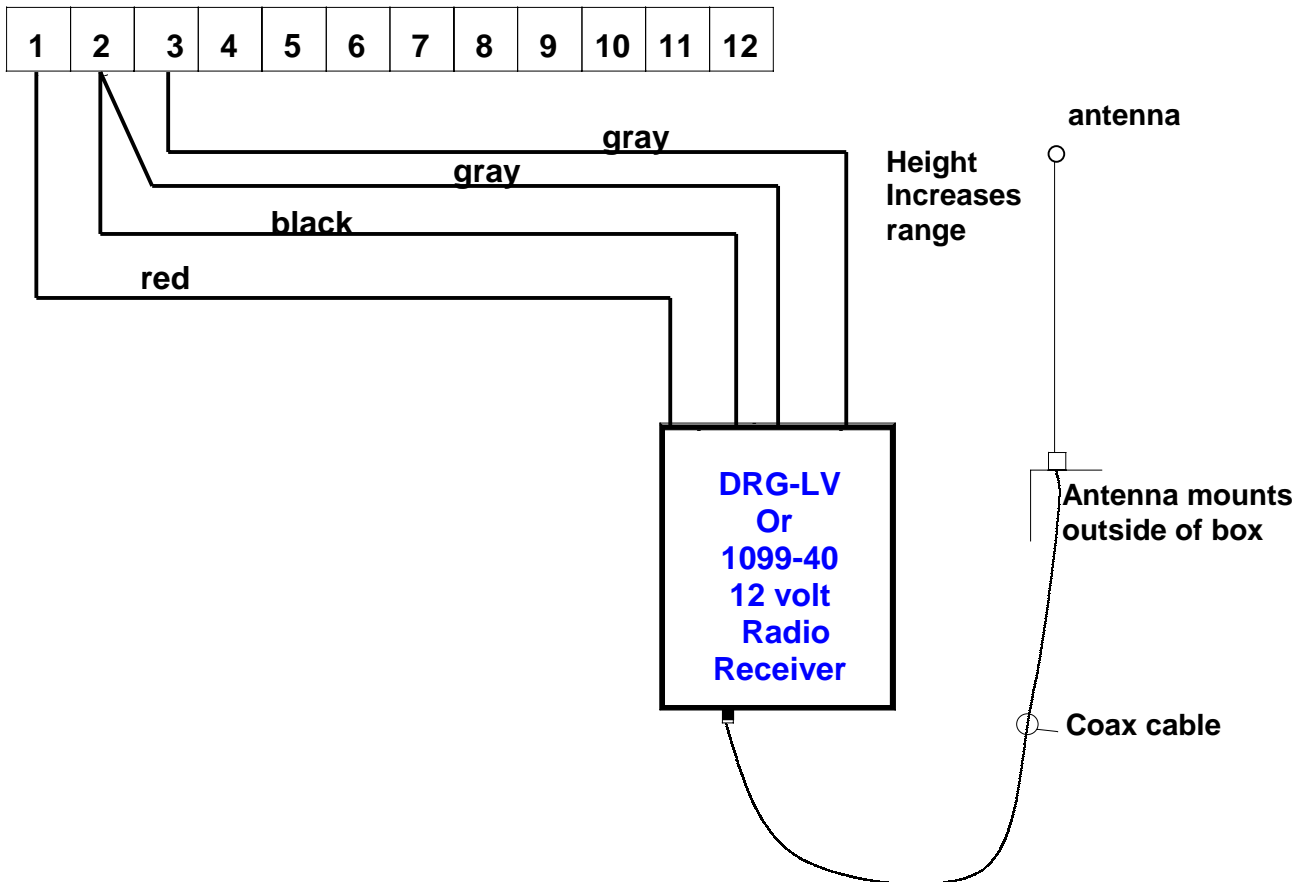 1 2 3 4 5 6 7 8 9 10 11 12
antenna
gray
Height
Increases
range
gray
black
red
DRG-LV
Or
1099-40
12 volt
Radio
Receiver
Antenna mounts
outside of box
Coax cable